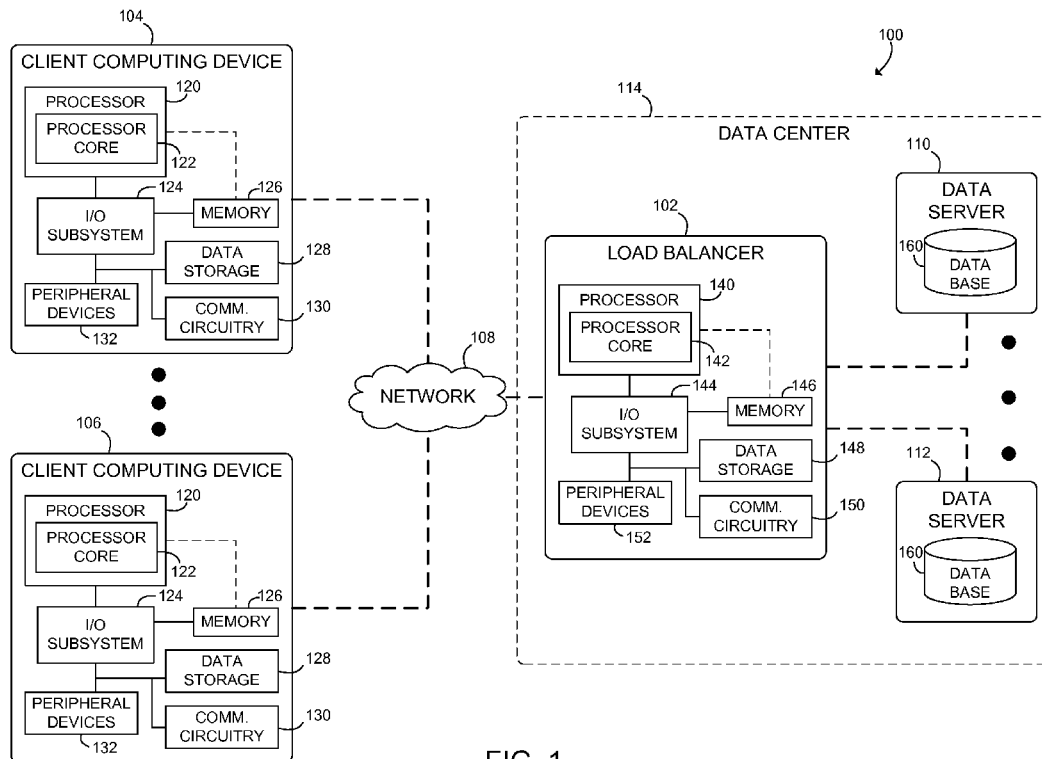 104
CLIENT COMPUTING DEVICE
120
PROCESSOR
PROCESSOR
CORE
122
124
126
I/O
SUBSYSTEM
MEMORY
DATA
STORAGE
128
PERIPHERAL
DEVICES
132
COMM.
CIRCUITRY
130
106
CLIENT COMPUTING DEVICE
120
PROCESSOR
PROCESSOR
CORE
122
124
126
I/O
SUBSYSTEM
MEMORY
DATA
STORAGE
128
PERIPHERAL
DEVICES
132
COMM.
CIRCUITRY
130
108
NETWORK
100
114
DATA CENTER
102
LOAD BALANCER
140
PROCESSOR
PROCESSOR
CORE
142
144
146
I/O
SUBSYSTEM
MEMORY
DATA
STORAGE
148
PERIPHERAL
DEVICES
152
COMM.
CIRCUITRY
150
110
DATA
SERVER
160
DATA
BASE
112
DATA
SERVER
160
DATA
BASE
FIG. 1